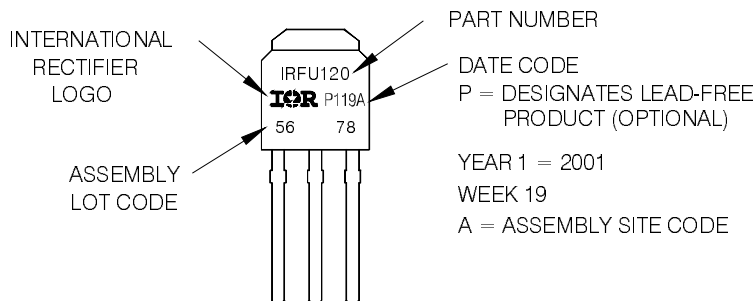 INTERNATIONAL
RECTIFIER
LOGO
ASSEMBLY
LOT CODE
IRFU120
IOR P119A
56 78
PART NUMBER
DATE CODE
P = DESIGNATES LEAD-FREE
PRODUCT (OPTIONAL)
YEAR 1 = 2001
WEEK 19
A = ASSEMBLY SITE CODE